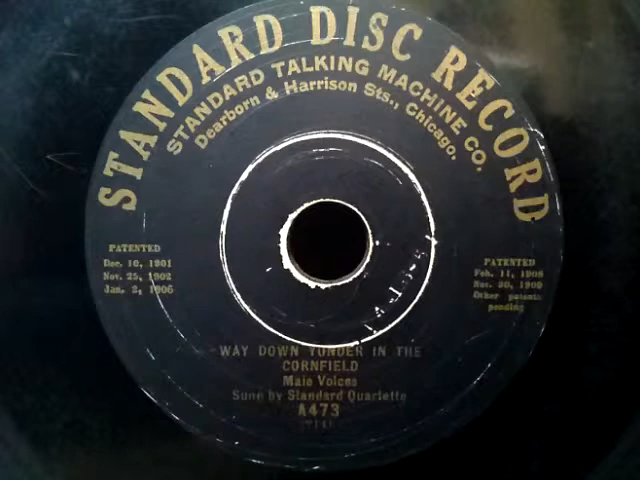 STANDARD DISC RECORD
STANDARD TALKING MACHINE CO.
Dearborn & Harrison Sts., Chicago.
PATENTED
Dec. 10, 1901
Nov. 25, 1902
Jan. 2, 1906
PATENTED
Feb. 11, 1908
Nov. 30, 1909
Other patents
pending
WAY DOWN YONDER IN THE
CORNFIELD
Male Voices
Sung by Standard Quartette
A473